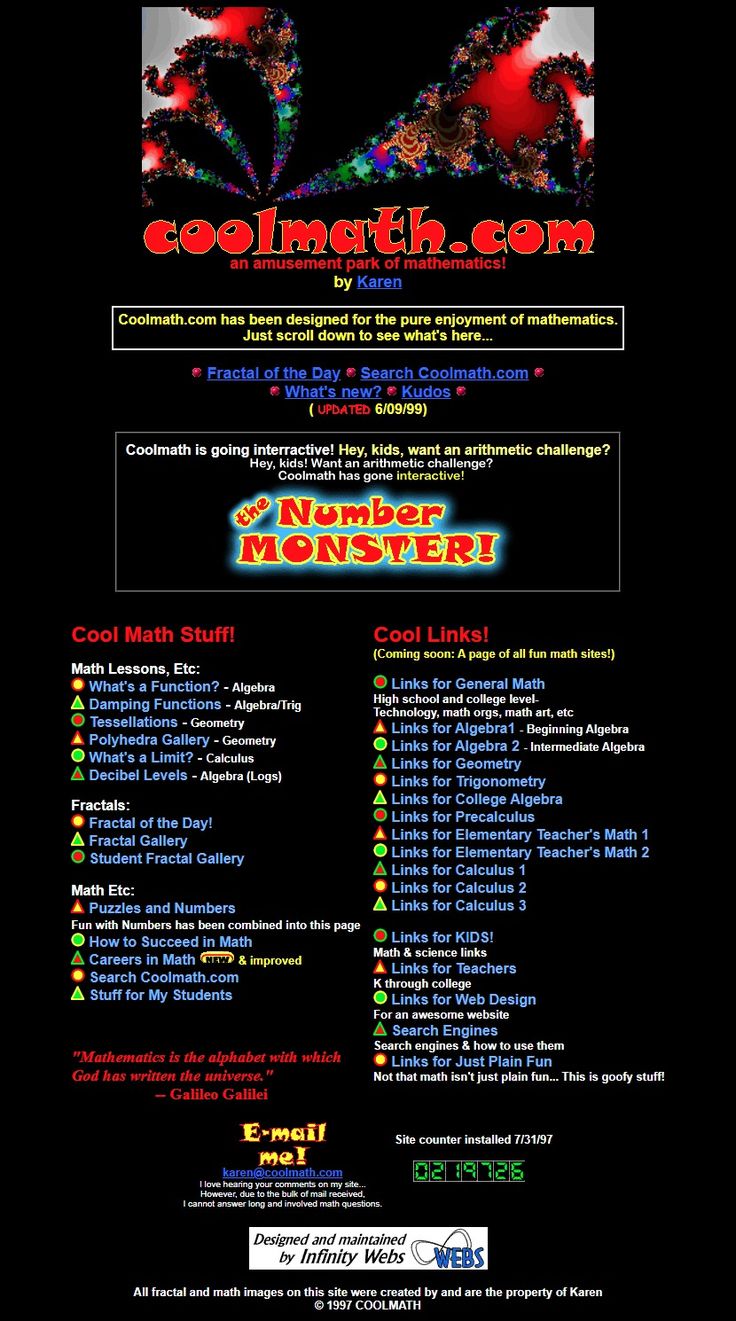 coolmath.com
an amusement park of mathematics!
by Karen
Coolmath.com has been designed for the pure enjoyment of mathematics.
Just scroll down to see what's here...
Fractal of the Day Search Coolmath.com
What's new? Kudos
( UPDATED 6/09/99)
Coolmath is going interractive! Hey, kids, want an arithmetic challenge?
Hey, kids! Want an arithmetic challenge?
Coolmath has gone interactive!
the Number
MONSTER!
Cool Math Stuff!
Math Lessons, Etc:
What's a Function? - Algebra
Damping Functions - Algebra/Trig
Tessellations - Geometry
Polyhedra Gallery - Geometry
What's a Limit? - Calculus
Decibel Levels - Algebra (Logs)
Fractals:
Fractal of the Day!
Fractal Gallery
Student Fractal Gallery
Math Etc:
Puzzles and Numbers
Fun with Numbers has been combined into this page
How to Succeed in Math
Careers in Math NEW & improved
Search Coolmath.com
Stuff for My Students
"Mathematics is the alphabet with which
God has written the universe."
-- Galileo Galilei
Cool Links!
(Coming soon: A page of all fun math sites!)
Links for General Math
High school and college level-
Technology, math orgs, math art, etc
Links for Algebra1 - Beginning Algebra
Links for Algebra 2 - Intermediate Algebra
Links for Geometry
Links for Trigonometry
Links for College Algebra
Links for Precalculus
Links for Elementary Teacher's Math 1
Links for Elementary Teacher's Math 2
Links for Calculus 1
Links for Calculus 2
Links for Calculus 3
Links for KIDS!
Math & science links
Links for Teachers
K through college
Links for Web Design
For an awesome website
Search Engines
Search engines & how to use them
Links for Just Plain Fun
Not that math isn't just plain fun... This is goofy stuff!
E-mail
me!
karen@coolmath.com
I love hearing your comments on my site...
However, due to the bulk of mail received,
I cannot answer long and involved math questions.
Site counter installed 7/31/97
0219726
Designed and maintained
by Infinity Webs
WEBS
All fractal and math images on this site were created by and are the property of Karen
© 1997 COOLMATH